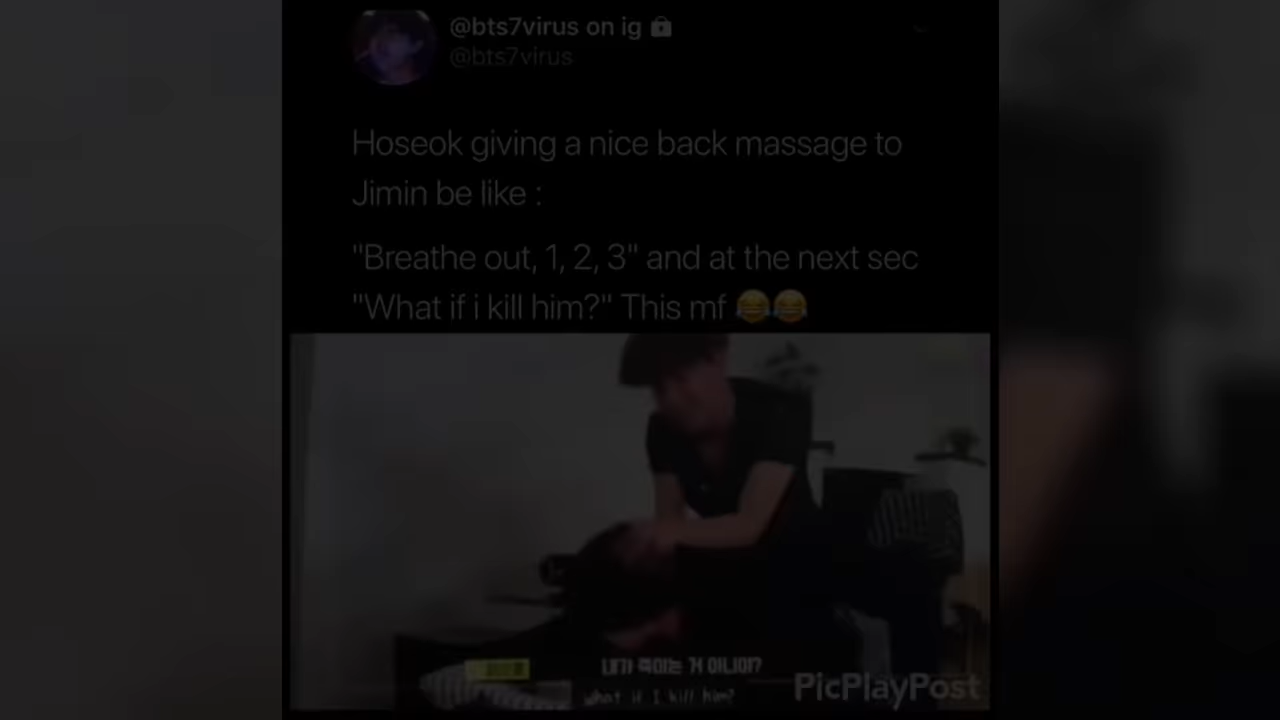 @bts7virus on ig 🔒
@bts7virus
Hoseok giving a nice back massage to
Jimin be like :
"Breathe out, 1, 2, 3" and at the next sec
"What if i kill him?" This mf 😂😂
내가 죽이는 거 아니야?
What if I kill him?
PicPlayPost